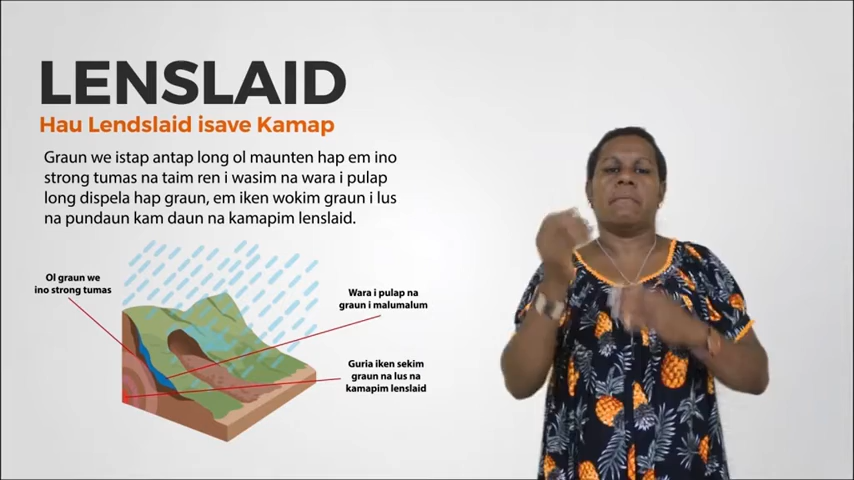 LENSLAID
Hau Lendslaid isave Kamap
Graun we istap antap long ol maunten hap em ino
strong tumas na taim ren i wasim na wara i pulap
long dispela hap graun, em iken wokim graun i lus
na pundaun kam daun na kamapim lenslaid.
Ol graun we
ino strong tumas
Wara i pulap na
graun i malumalum
Guria iken sekim
graun na lus na
kamapim lenslaid